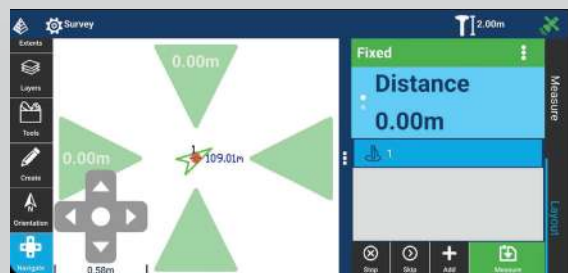 Survey
2.00m
Extents
Layers
Tools
Create
Orientation
Navigate
N
0.00m
0.00m
1
109.01m
0.58m
Fixed
Distance
0.00m
1
Stop
Skip
Add
Measure
Measure
Layout